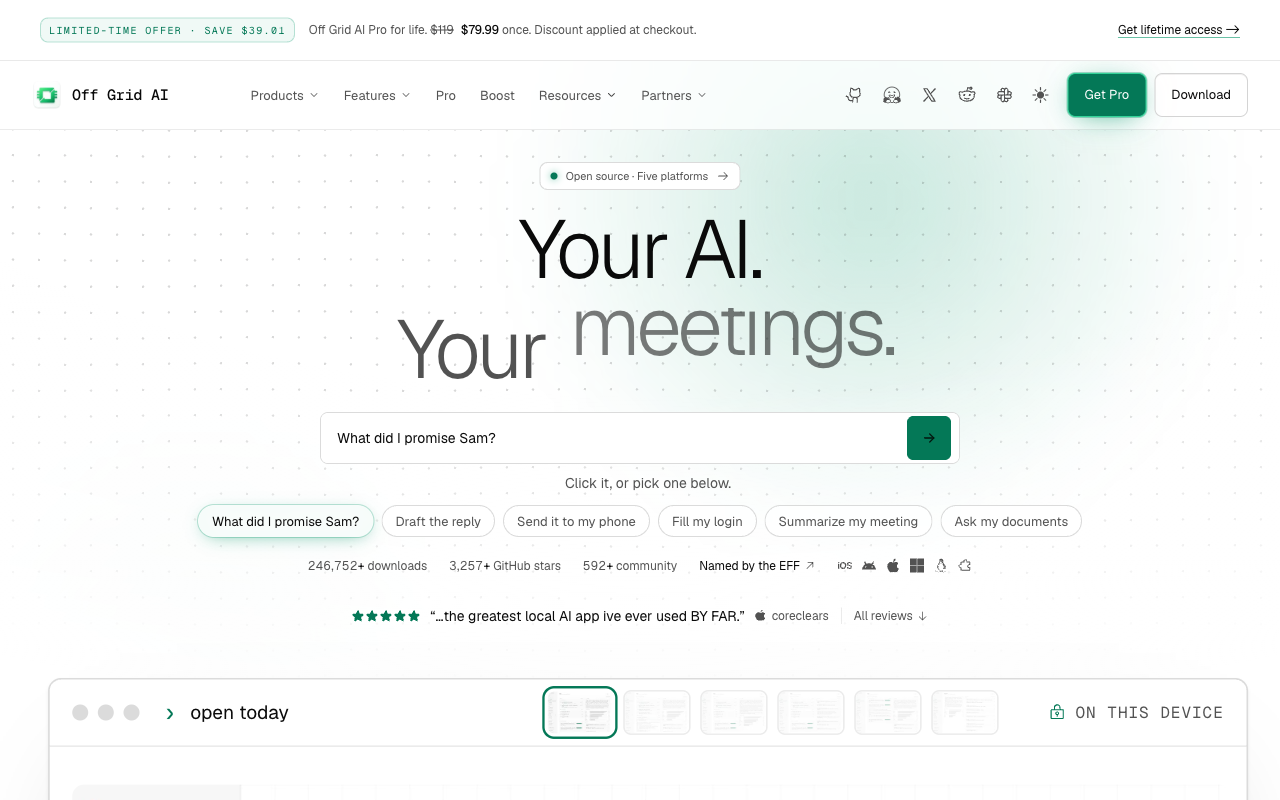 LIMITED-TIME OFFER · SAVE $39.01 Off Grid AI Pro for life. $119 $79.99 once. Discount applied at checkout. Get lifetime access →
Off Grid AI Products Features Pro Boost Resources Partners Get Pro Download
Open source · Five platforms →
Your AI.
Your meetings.
What did I promise Sam? →
Click it, or pick one below.
What did I promise Sam? Draft the reply Send it to my phone Fill my login Summarize my meeting Ask my documents
246,752+ downloads 3,257+ GitHub stars 592+ community Named by the EFF ↗ iOS
“…the greatest local AI app ive ever used BY FAR.” coreclears All reviews ↓
› open today ON THIS DEVICE